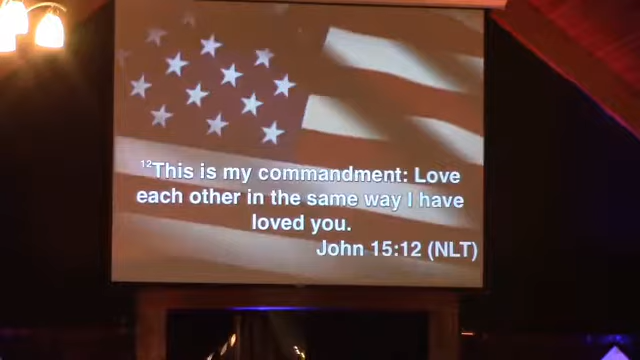 12This is my commandment: Love
each other in the same way I have
loved you.
John 15:12 (NLT)